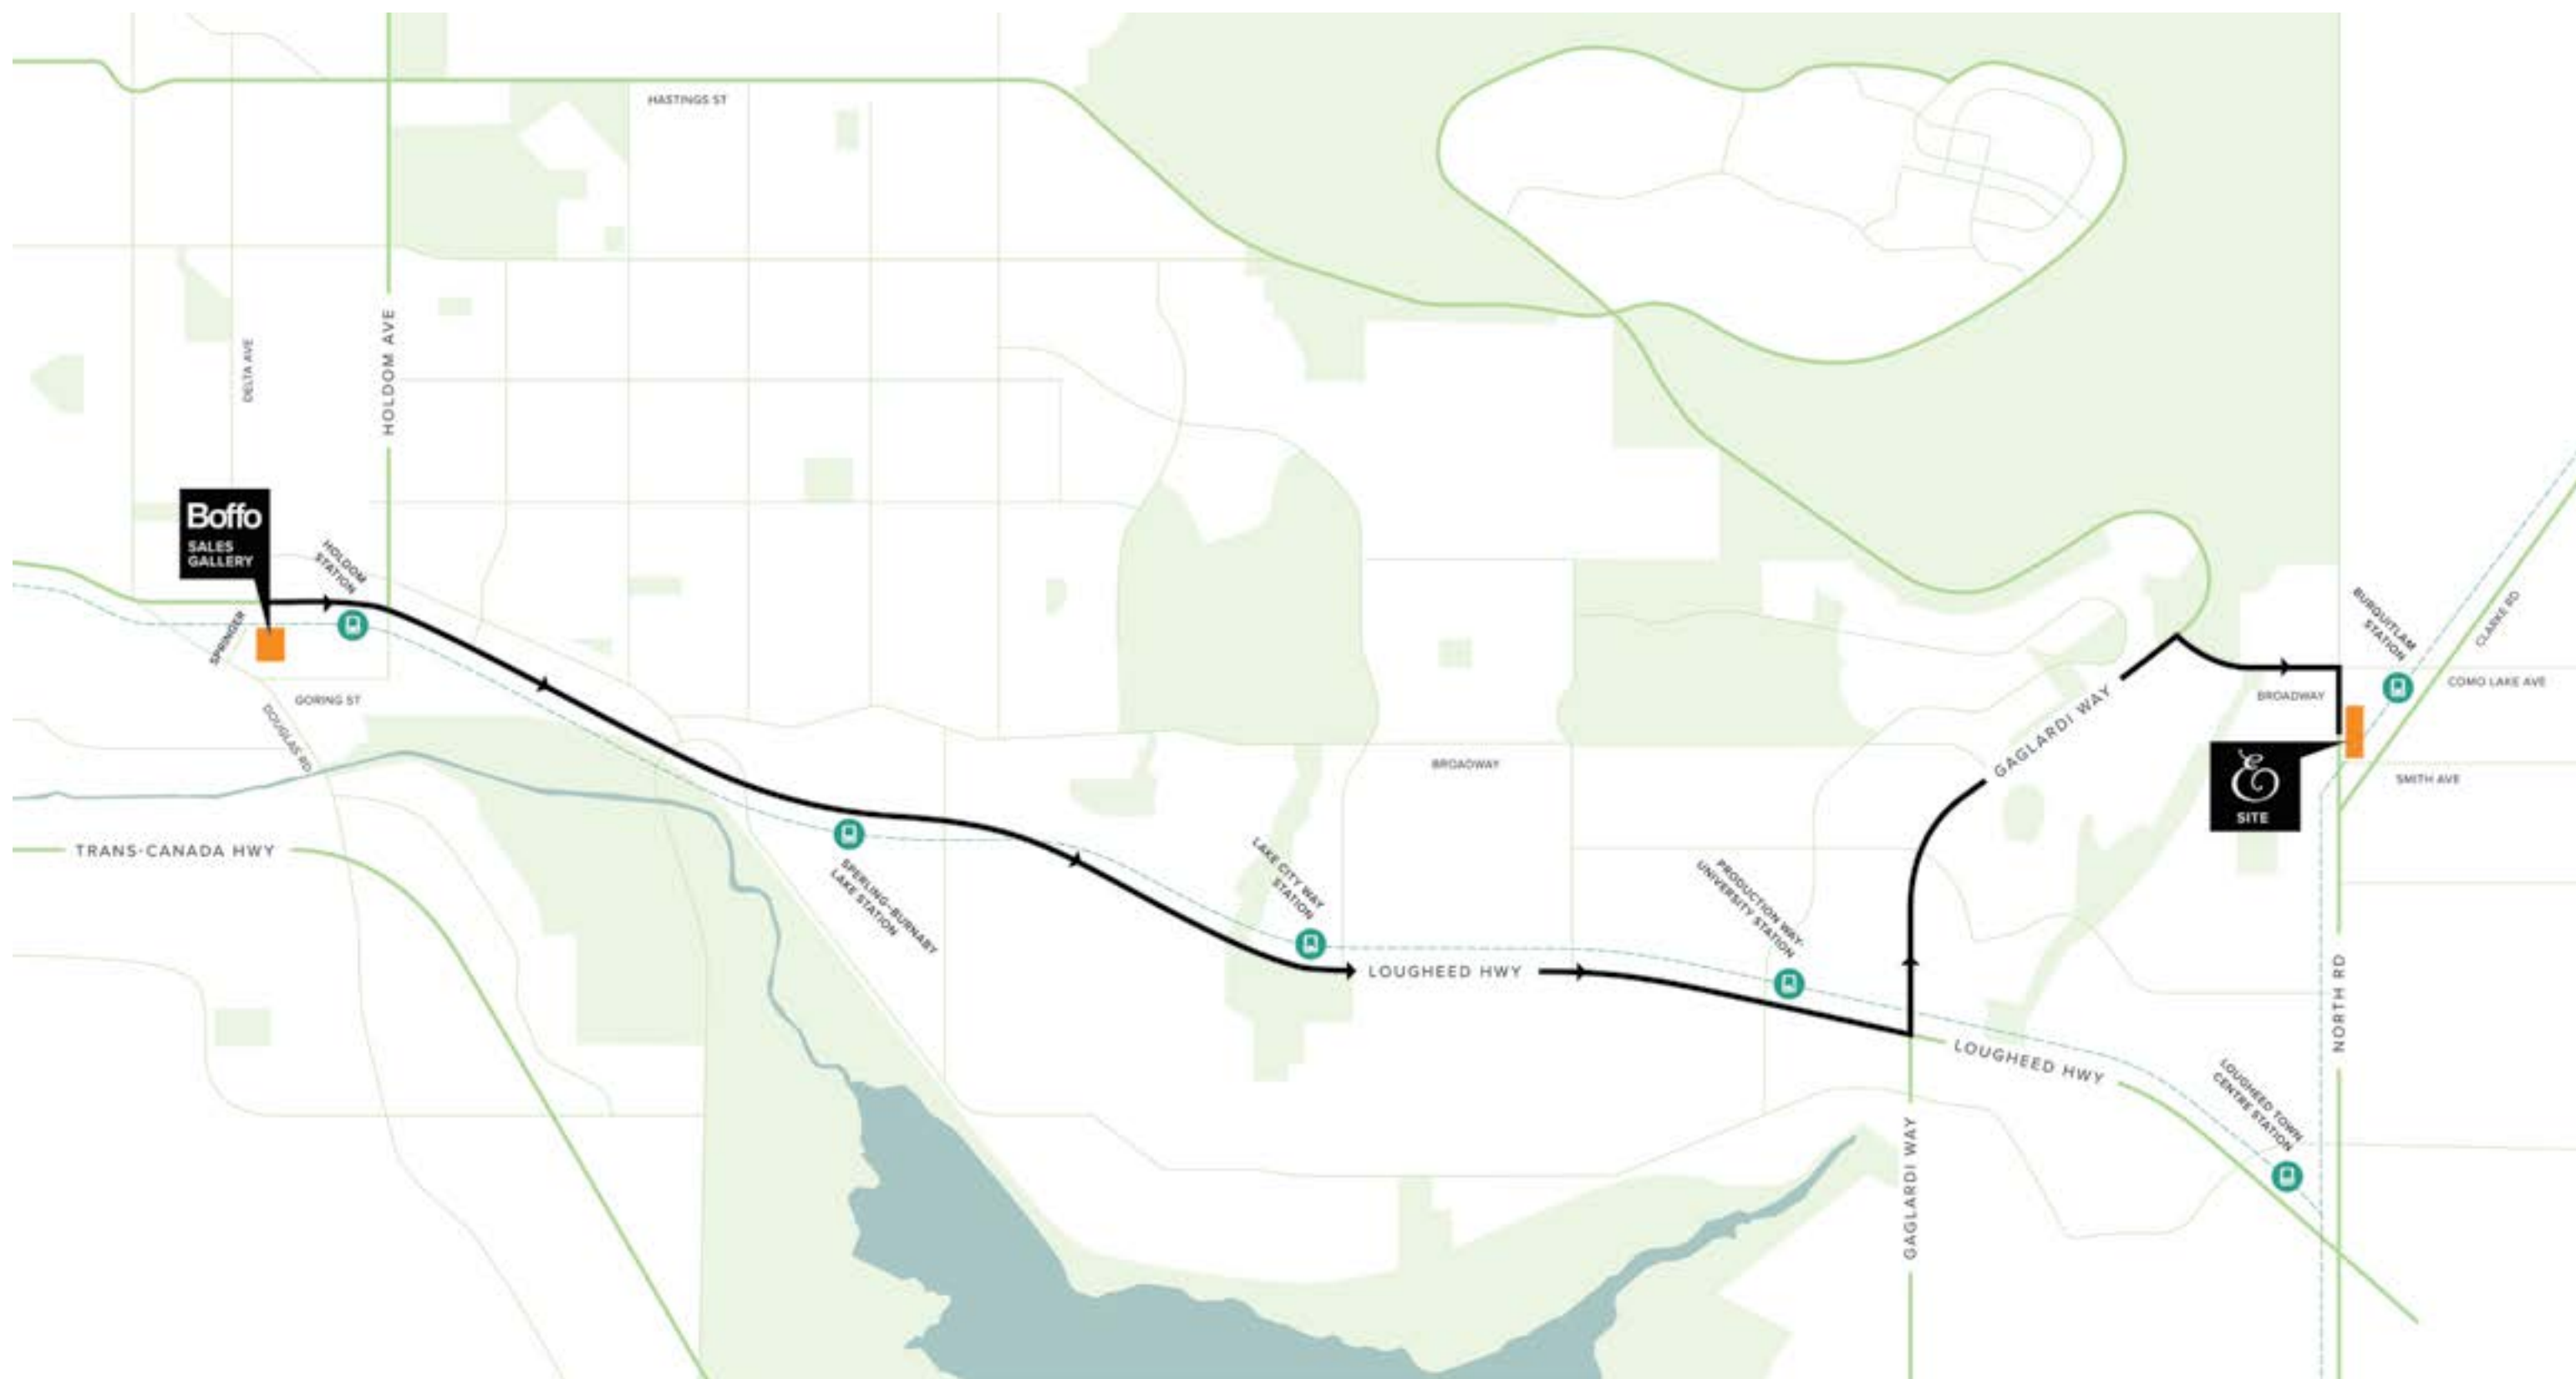 HASTINGS ST
DELTA AVE
HOLDOM AVE
Boffo
SALES
GALLERY
HOLDOM
STATION
SPRINGER
GORING ST
DOUGLAS RD
TRANS-CANADA HWY
SPERLING–BURNABY
LAKE STATION
LAKE CITY WAY
STATION
LOUGHEED HWY
BROADWAY
PRODUCTION WAY-
UNIVERSITY STATION
GAGLARDI WAY
BROADWAY
BURQUITLAM
STATION
CLARKE RD
COMO LAKE AVE
SMITH AVE
É
SITE
NORTH RD
LOUGHEED HWY
LOUGHEED TOWN
CENTRE STATION
GAGLARDI WAY